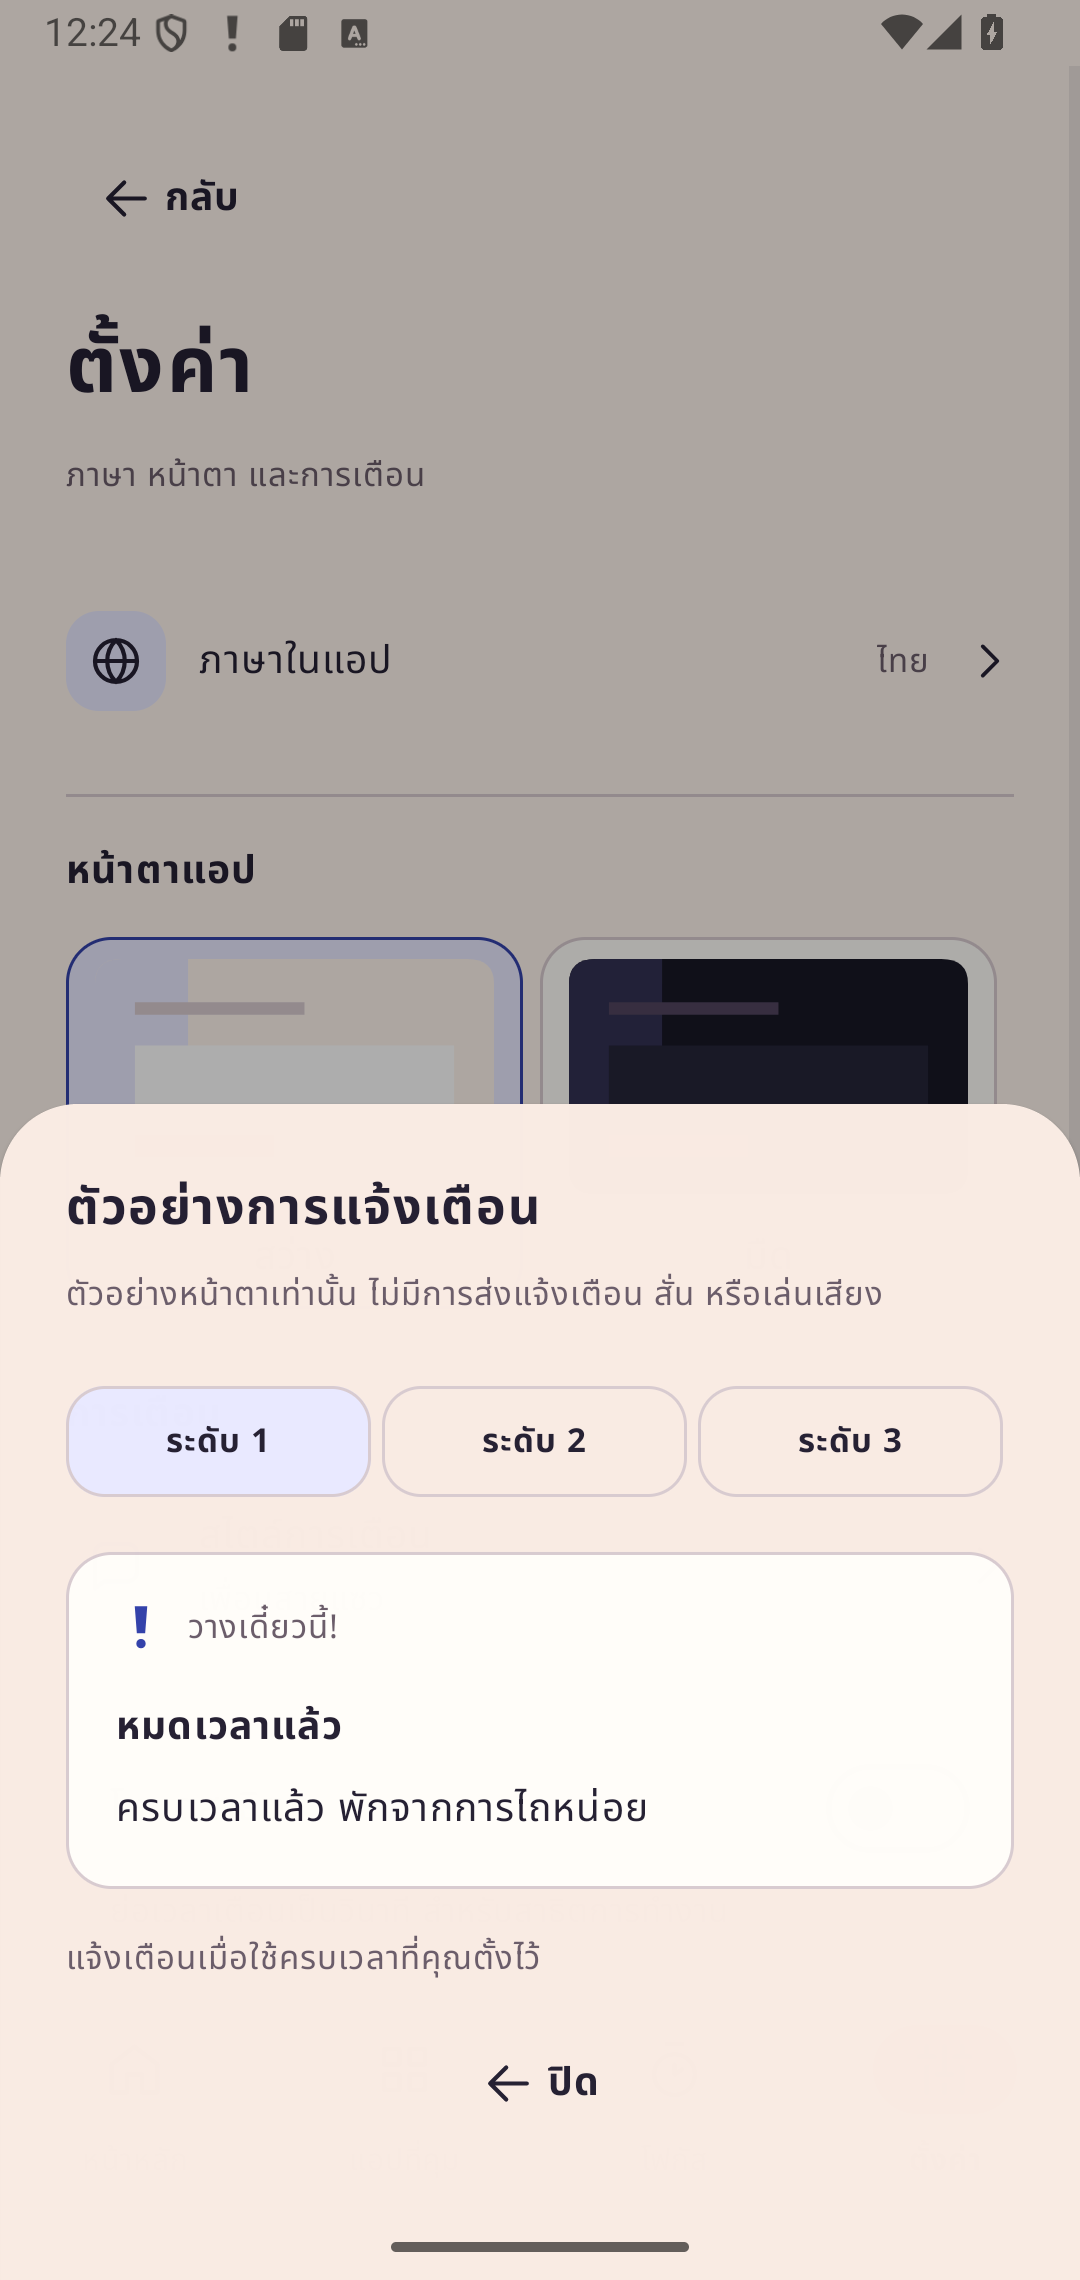 12:24
กลับ
ตั้งค่า
ภาษา หน้าตา และการเตือน
ภาษาในแอป
ไทย
หน้าตาแอป
ตัวอย่างการแจ้งเตือน
ตัวอย่างหน้าตาเท่านั้น ไม่มีการส่งแจ้งเตือน สั่น หรือเล่นเสียง
ระดับ 1
ระดับ 2
ระดับ 3
วางเดี๋ยวนี้!
หมดเวลาแล้ว
ครบเวลาแล้ว พักจากการไถหน่อย
แจ้งเตือนเมื่อใช้ครบเวลาที่คุณตั้งไว้
ปิด